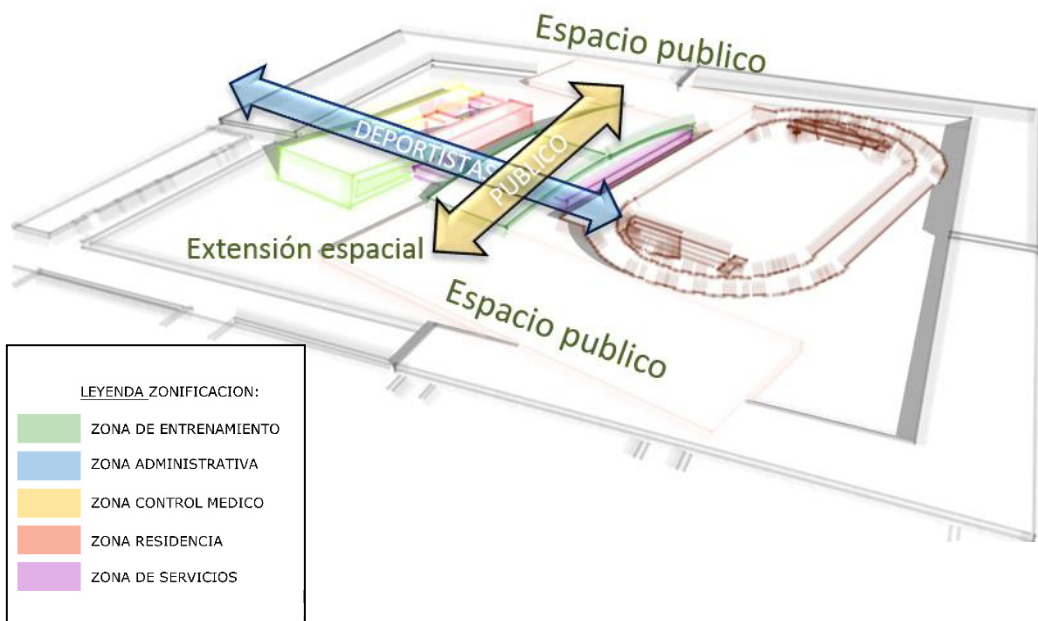 Espacio publico
DEPORTISTAS
PUBLICO
Extensión espacial
Espacio publico
LEYENDA ZONIFICACION:
ZONA DE ENTRENAMIENTO
ZONA ADMINISTRATIVA
ZONA CONTROL MEDICO
ZONA RESIDENCIA
ZONA DE SERVICIOS